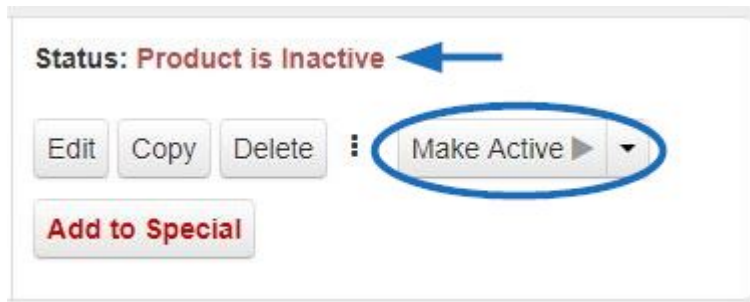 Status: Product is Inactive
Edit Copy Delete Make Active
Add to Special